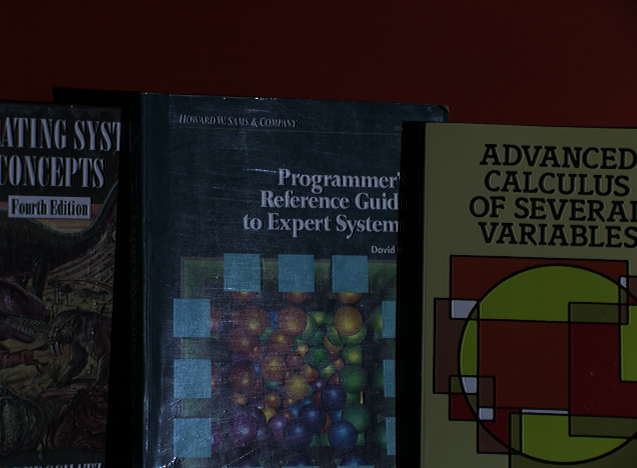 ATING SYST
CONCEPTS
Fourth Edition
HOWARD W. SAMS & COMPANY
Programmer'
Reference Guid
to Expert System
David
ADVANCED
CALCULUS
OF SEVERAL
VARIABLES